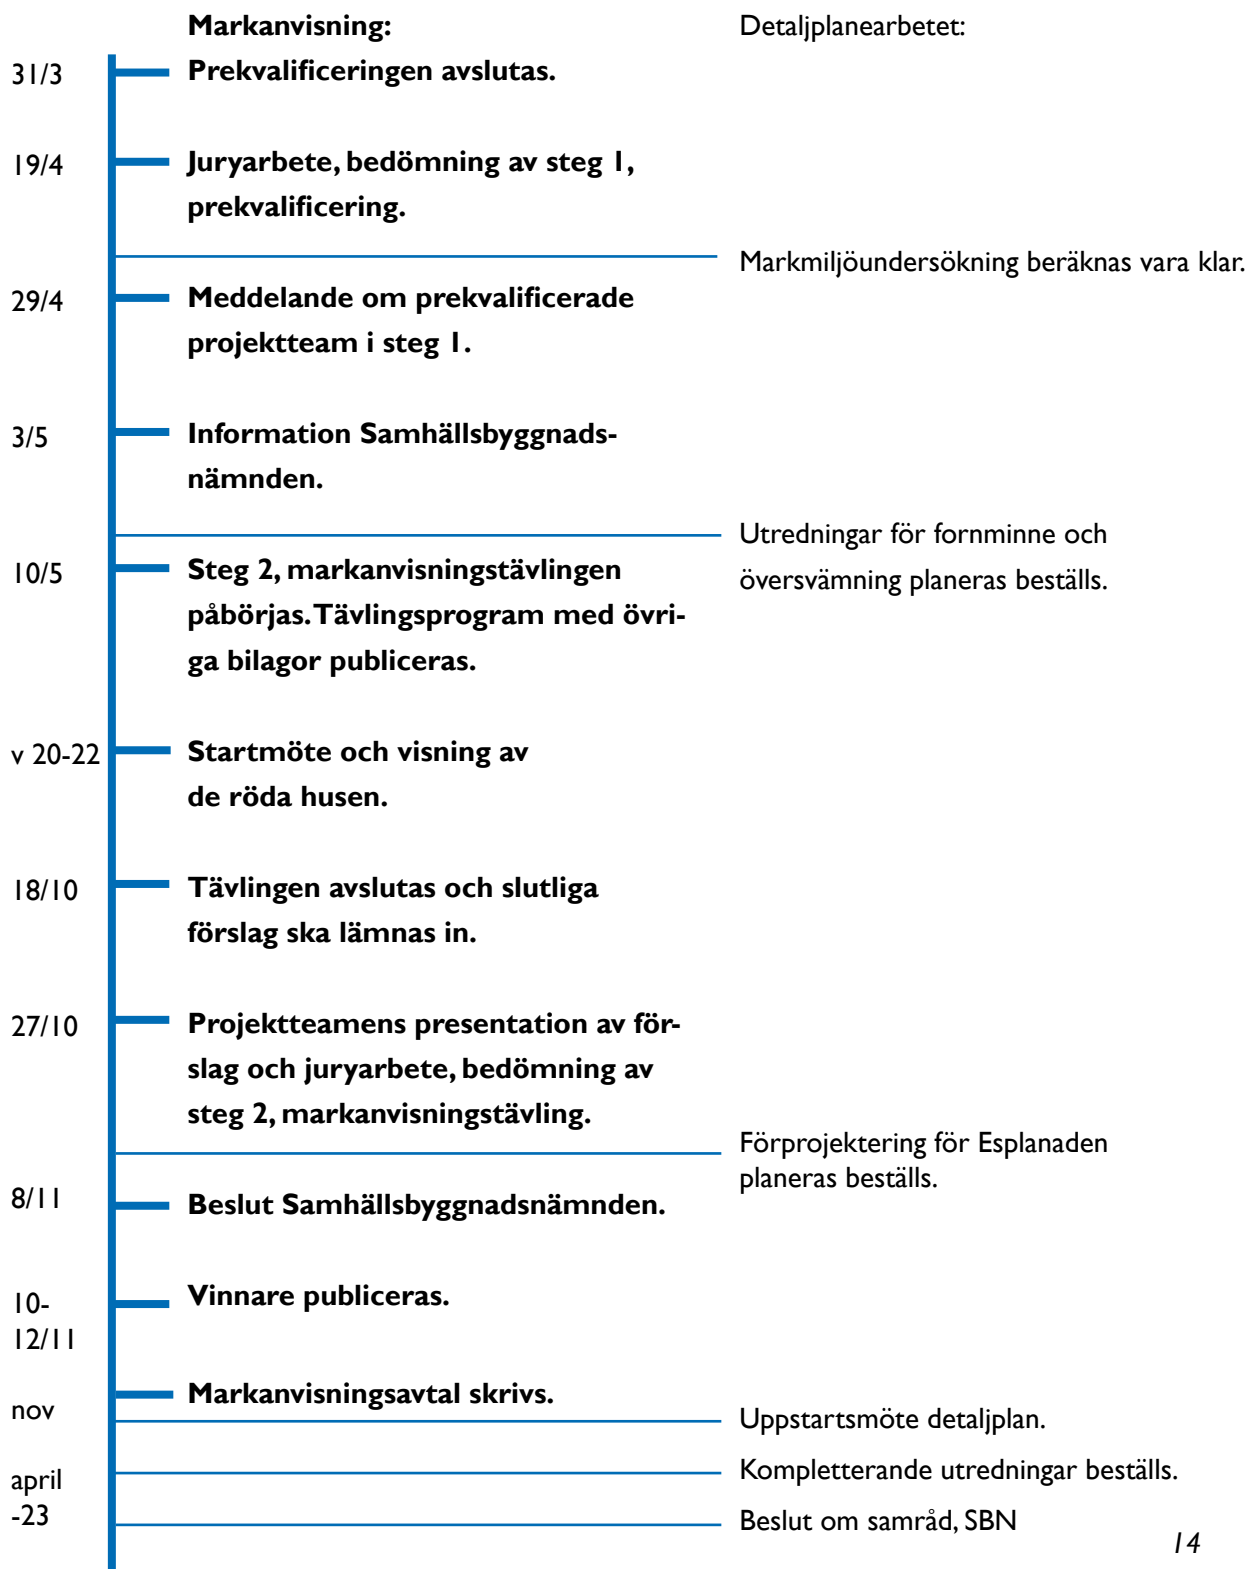 Markanvisning:
Detaljplanearbetet:
31/3
Prekvalificeringen avslutas.
19/4
Juryarbete, bedömning av steg 1,
prekvalificering.
Markmiljöundersökning beräknas vara klar.
29/4
Meddelande om prekvalificerade
projektteam i steg 1.
3/5
Information Samhällsbyggnads-
nämnden.
Utredningar för fornminne och
översvämning planeras beställs.
10/5
Steg 2, markanvisningstävlingen
påbörjas. Tävlingsprogram med övri-
ga bilagor publiceras.
v 20-22
Startmöte och visning av
de röda husen.
18/10
Tävlingen avslutas och slutliga
förslag ska lämnas in.
27/10
Projektteamens presentation av för-
slag och juryarbete, bedömning av
steg 2, markanvisningstävling.
Förprojektering för Esplanaden
planeras beställs.
8/11
Beslut Samhällsbyggnadsnämnden.
10-
12/11
Vinnare publiceras.
nov
Markanvisningsavtal skrivs.
Uppstartsmöte detaljplan.
april
-23
Kompletterande utredningar beställs.
Beslut om samråd, SBN
14